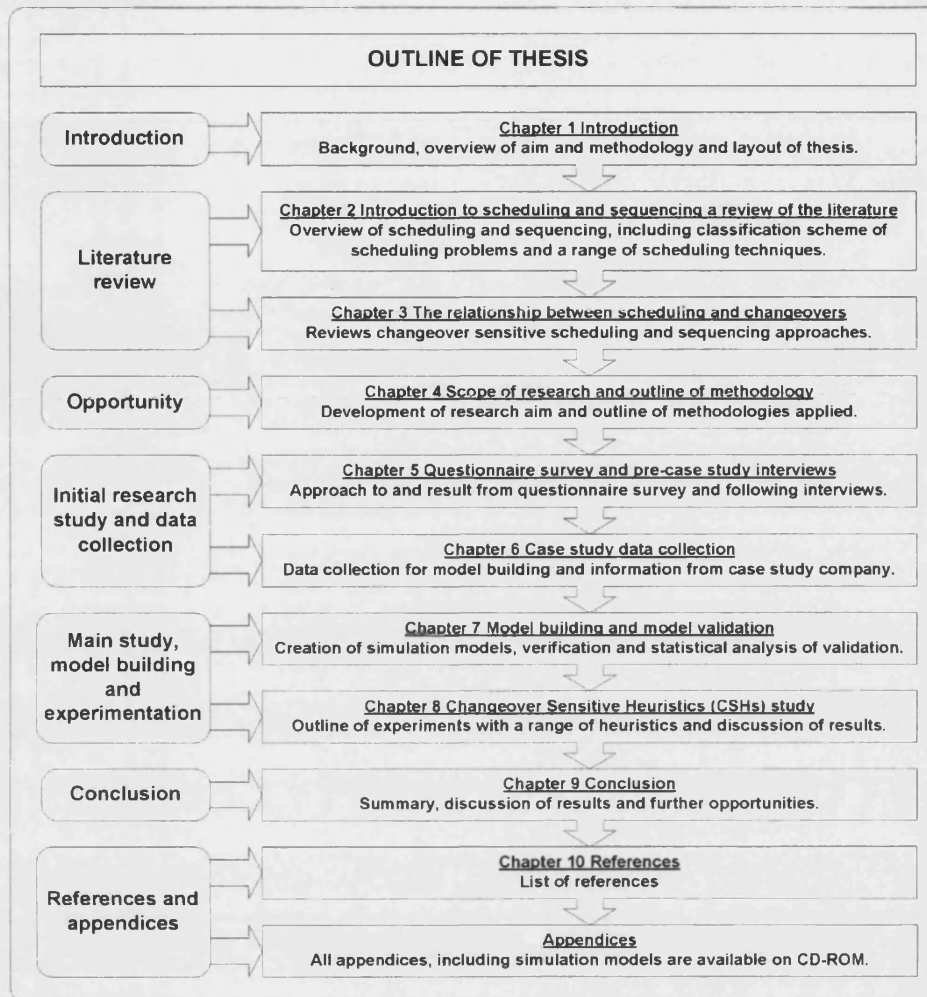 OUTLINE OF THESIS
Introduction
Chapter 1 Introduction
Background, overview of aim and methodology and layout of thesis.
Literature
review
Chapter 2 Introduction to scheduling and sequencing a review of the literature
Overview of scheduling and sequencing, including classification scheme of
scheduling problems and a range of scheduling techniques.
Chapter 3 The relationship between scheduling and changeovers
Reviews changeover sensitive scheduling and sequencing approaches.
Opportunity
Chapter 4 Scope of research and outline of methodology
Development of research aim and outline of methodologies applied.
Initial research
study and data
collection
Chapter 5 Questionnaire survey and pre-case study interviews
Approach to and result from questionnaire survey and following interviews.
Chapter 6 Case study data collection
Data collection for model building and information from case study company.
Main study,
model building
and
experimentation
Chapter 7 Model building and model validation
Creation of simulation models, verification and statistical analysis of validation.
Chapter 8 Changeover Sensitive Heuristics (CSHs) study
Outline of experiments with a range of heuristics and discussion of results.
Conclusion
Chapter 9 Conclusion
Summary, discussion of results and further opportunities.
References and
appendices
Chapter 10 References
List of references
Appendices
All appendices, including simulation models are available on CD-ROM.